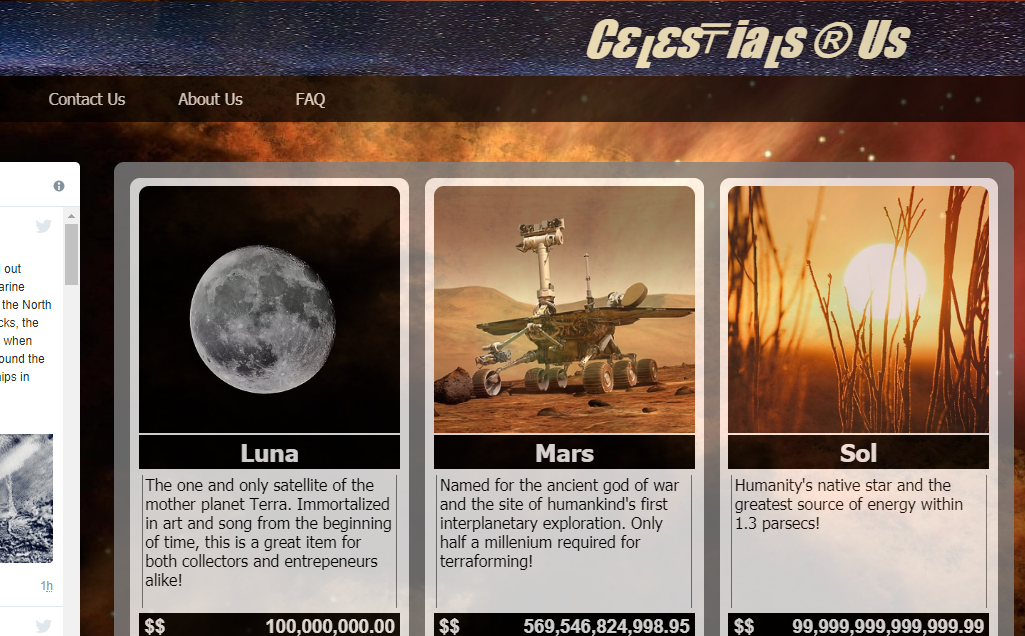 CElEsTialS ® Us
Contact Us About Us FAQ
out
arine
the North
cks, the
when
ound the
ips in
1h
Luna
The one and only satellite of the
mother planet Terra. Immortalized
in art and song from the beginning
of time, this is a great item for
both collectors and entrepeneurs
alike!
$$ 100,000,000.00
Mars
Named for the ancient god of war
and the site of humankind's first
interplanetary exploration. Only
half a millenium required for
terraforming!
$$ 569,546,824,998.95
Sol
Humanity's native star and the
greatest source of energy within
1.3 parsecs!
$$ 99,999,999,999,999.99